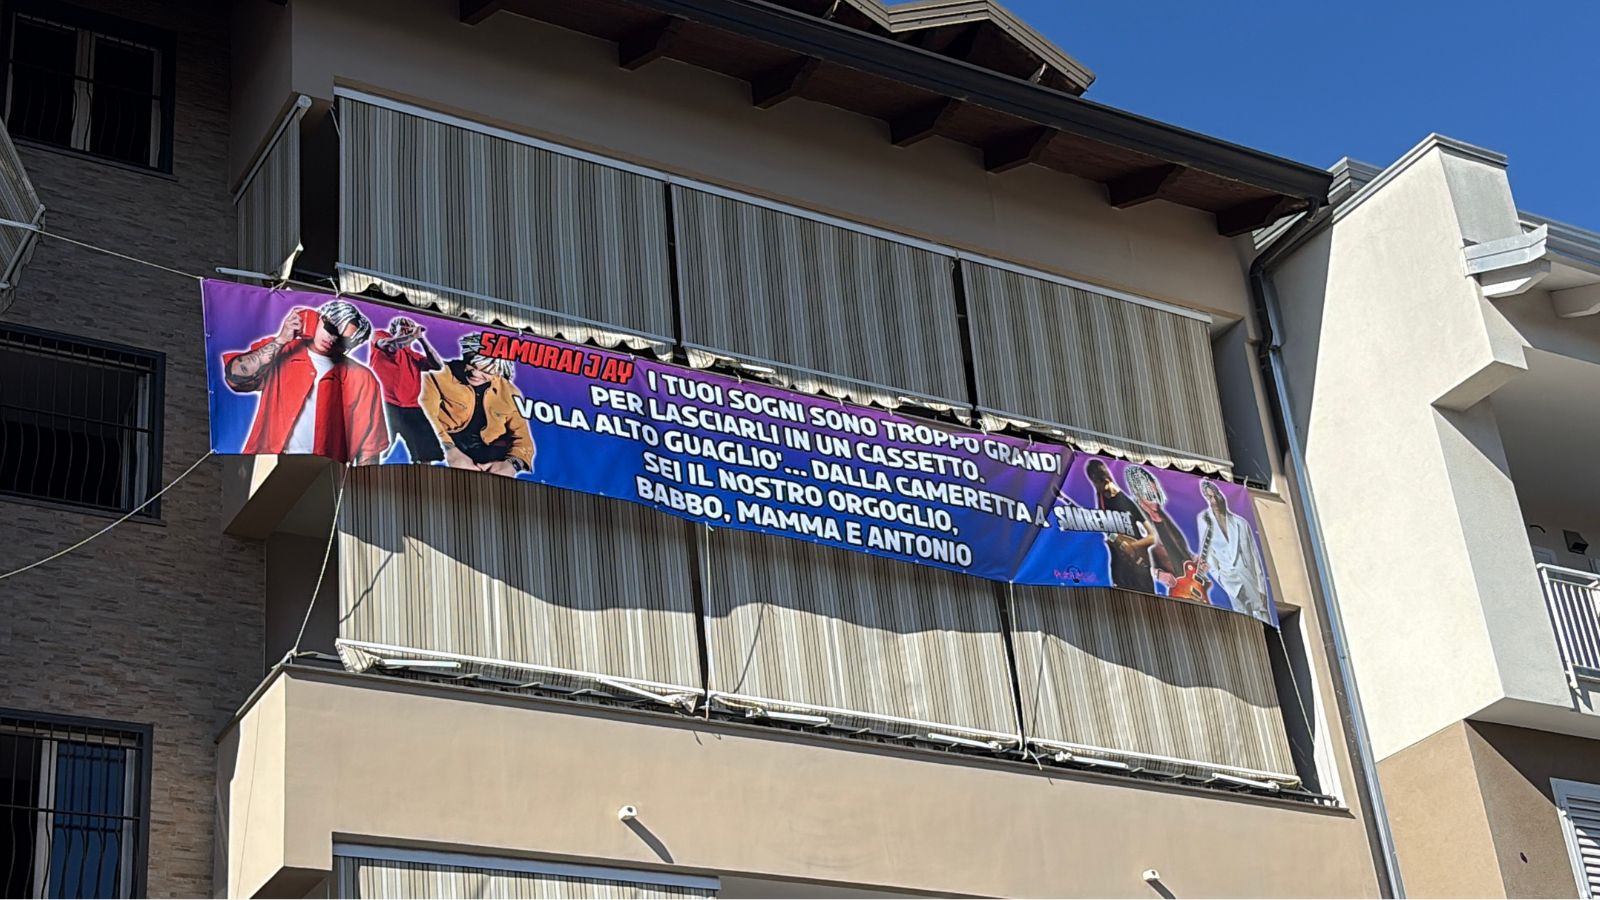 SAMURAI JAY
I TUOI SOGNI SONO TROPPO GRANDI
PER LASCIARLI IN UN CASSETTO.
VOLA ALTO GUAGLIO'... DALLA CAMERETTA A
SANREMO
SEI IL NOSTRO ORGOGLIO,
BABBO, MAMMA E ANTONIO